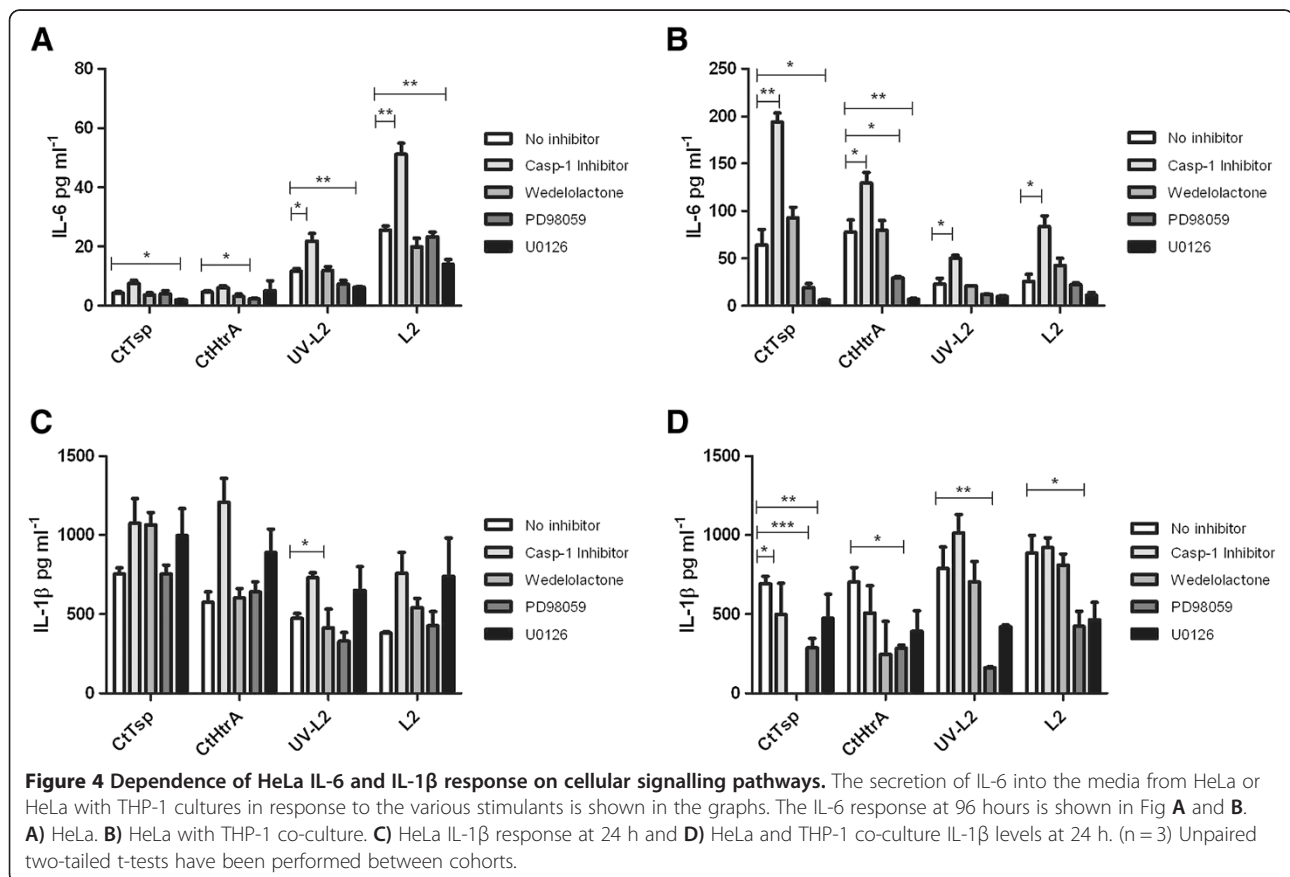 A
IL-6 pg ml⁻¹
80
60
40
20
0
** **
* **
* *
CtTsp CtHtrA UV-L2 L2
No inhibitor
Casp-1 Inhibitor
Wedelolactone
PD98059
U0126
B
IL-6 pg ml⁻¹
250
200
150
100
50
0
*
** **
*
* * *
CtTsp CtHtrA UV-L2 L2
No inhibitor
Casp-1 Inhibitor
Wedelolactone
PD98059
U0126
C
IL-1β pg ml⁻¹
1500
1000
500
0
*
CtTsp CtHtrA UV-L2 L2
No inhibitor
Casp-1 Inhibitor
Wedelolactone
PD98059
U0126
D
IL-1β pg ml⁻¹
1500
1000
500
0
** ** *
***
* *
CtTsp CtHtrA UV-L2 L2
No inhibitor
Casp-1 Inhibitor
Wedelolactone
PD98059
U0126
Figure 4 Dependence of HeLa IL-6 and IL-1β response on cellular signalling pathways. The secretion of IL-6 into the media from HeLa or
HeLa with THP-1 cultures in response to the various stimulants is shown in the graphs. The IL-6 response at 96 hours is shown in Fig A and B.
A) HeLa. B) HeLa with THP-1 co-culture. C) HeLa IL-1β response at 24 h and D) HeLa and THP-1 co-culture IL-1β levels at 24 h. (n = 3) Unpaired
two-tailed t-tests have been performed between cohorts.